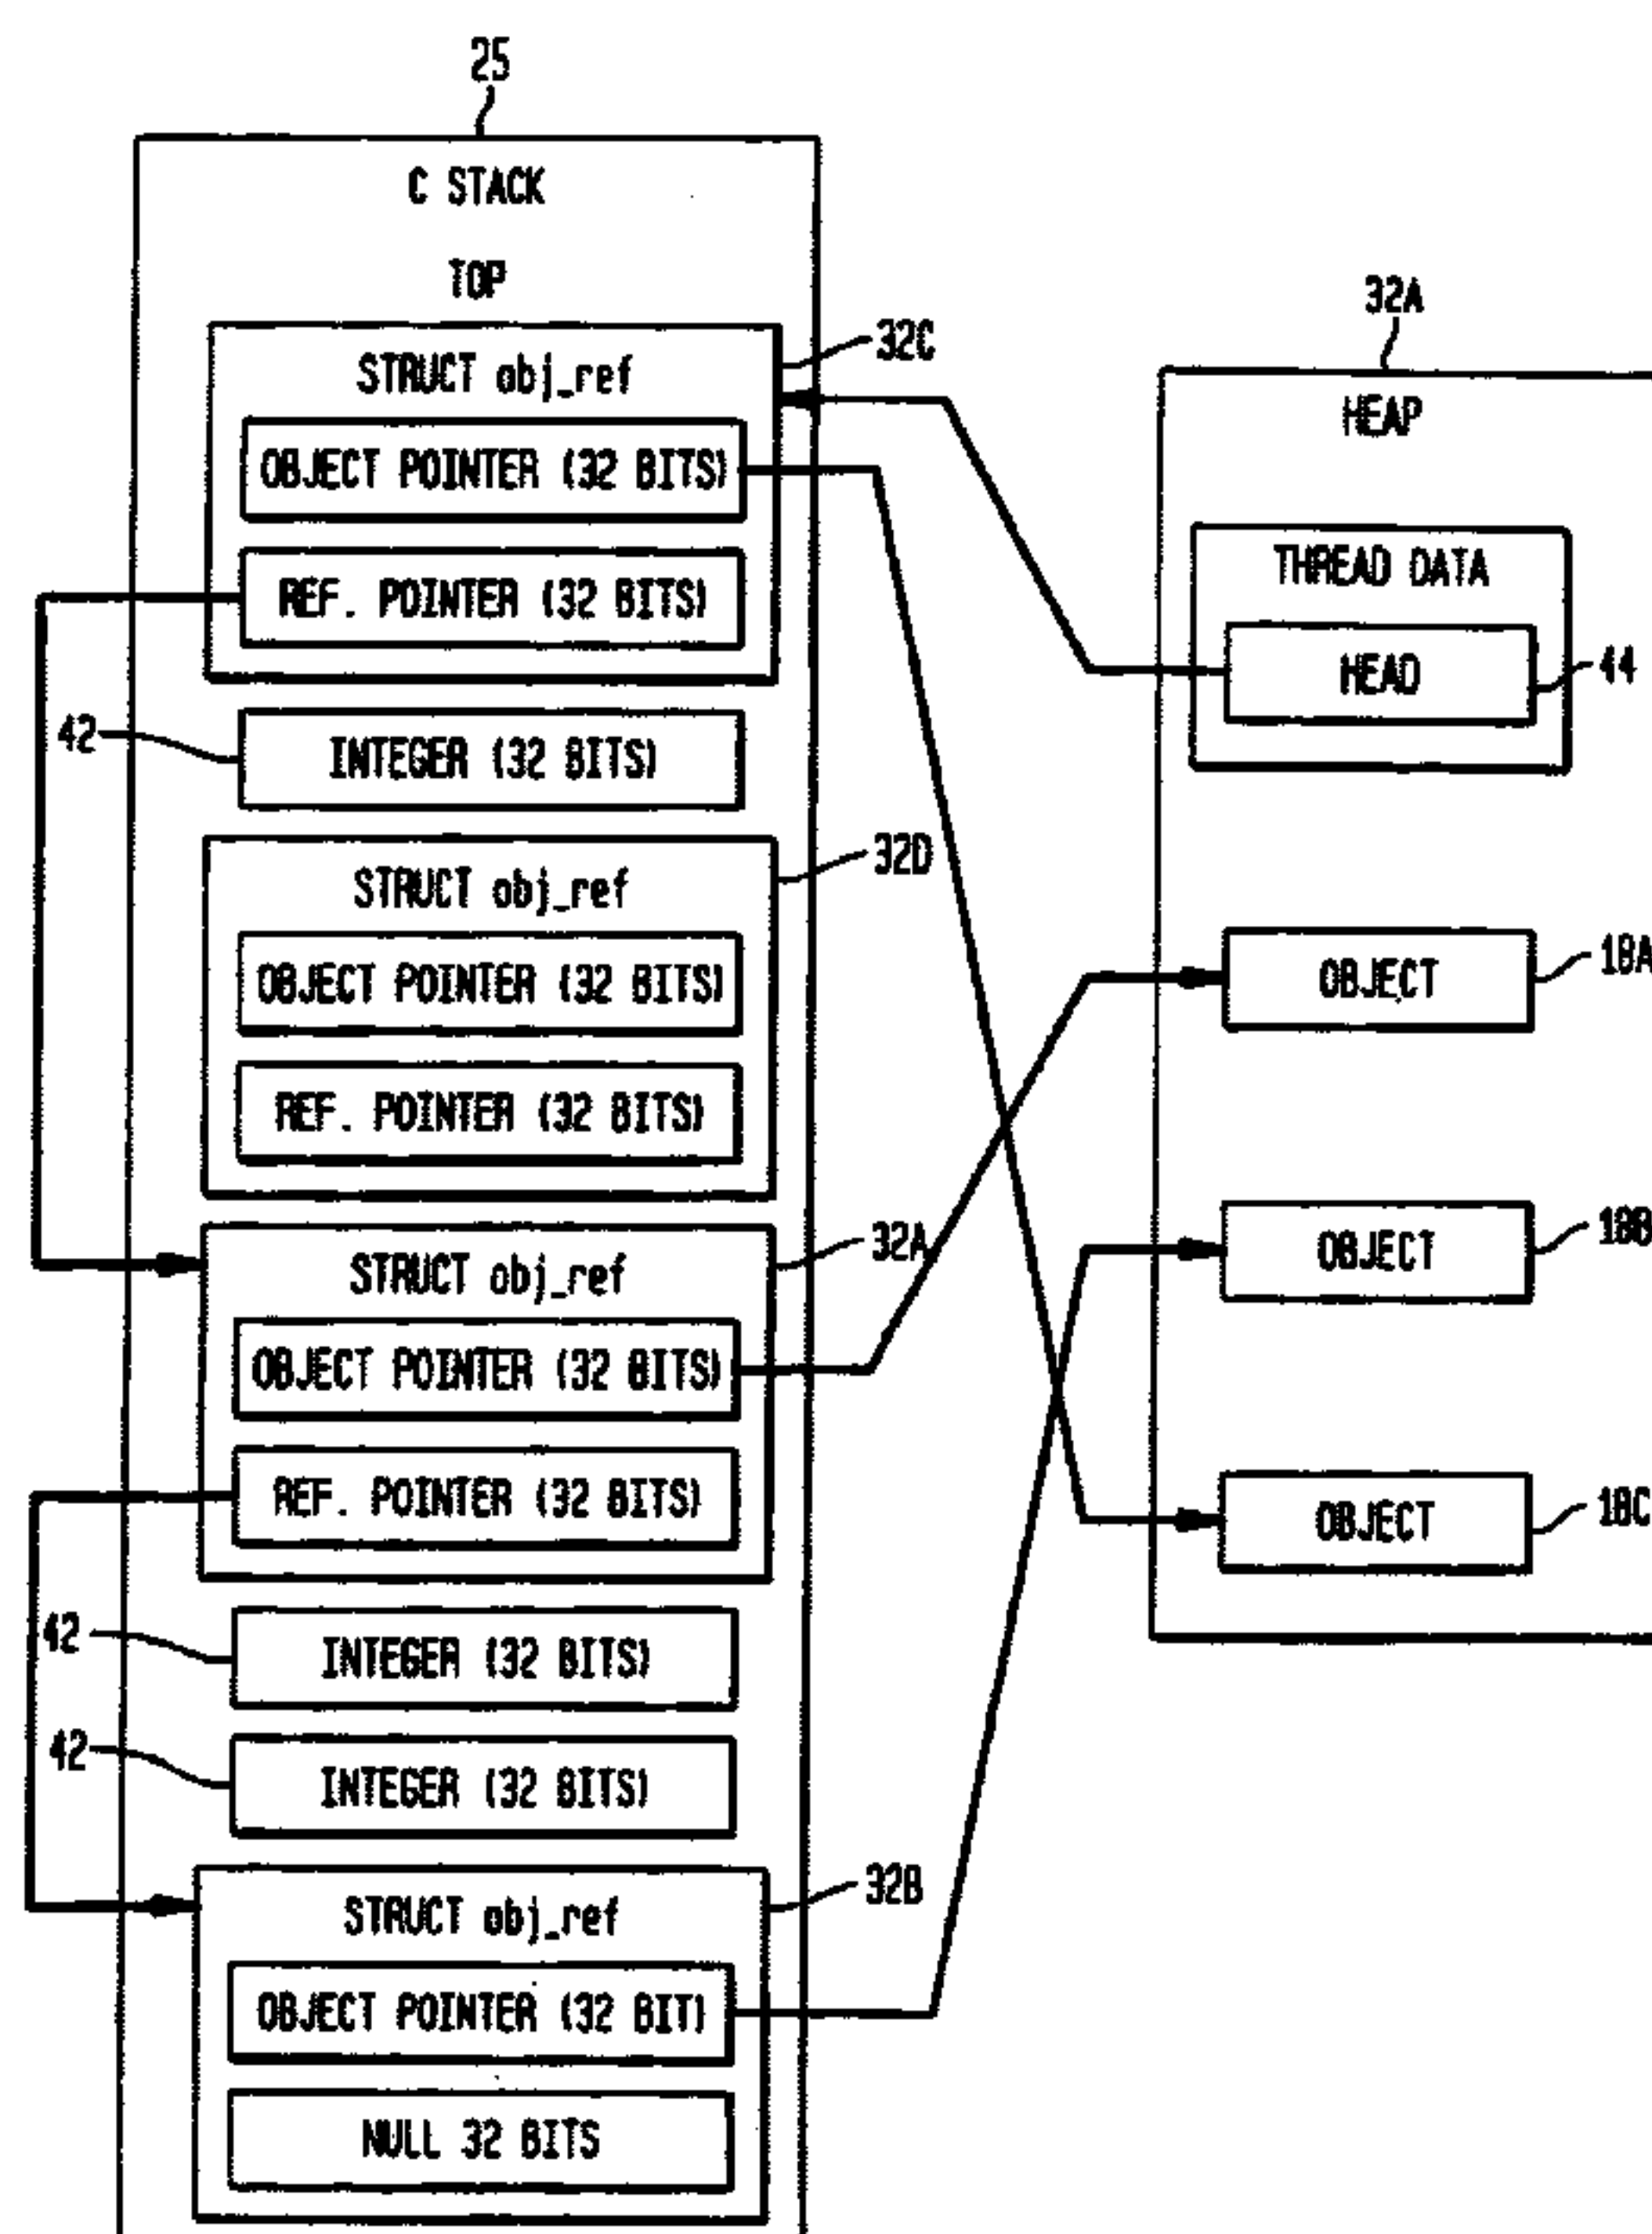 25
C STACK
TOP
32C
STRUCT obj_ref
OBJECT POINTER (32 BITS)
REF. POINTER (32 BITS)
42
INTEGER (32 BITS)
32D
STRUCT obj_ref
OBJECT POINTER (32 BITS)
REF. POINTER (32 BITS)
32A
STRUCT obj_ref
OBJECT POINTER (32 BITS)
REF. POINTER (32 BITS)
42
INTEGER (32 BITS)
42
INTEGER (32 BITS)
32B
STRUCT obj_ref
OBJECT POINTER (32 BIT)
NULL 32 BITS
32A
HEAP
THREAD DATA
HEAD
44
OBJECT
18A
OBJECT
18B
OBJECT
18C